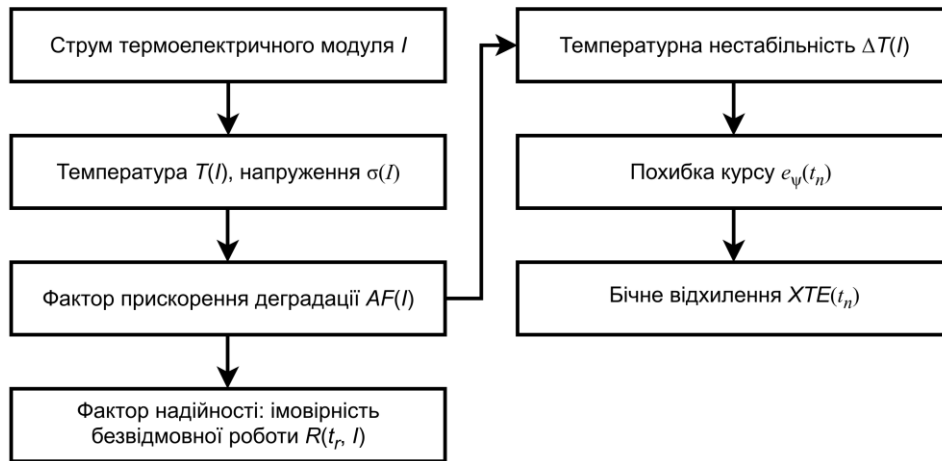 Струм термоелектричного модуля I
Температура T(I), напруження σ(I)
Фактор прискорення деградації AF(I)
Фактор надійності: імовірність
безвідмовної роботи R(tᵣ, I)
Температурна нестабільність ΔT(I)
Похибка курсу e_ψ(tₙ)
Бічне відхилення XTE(tₙ)